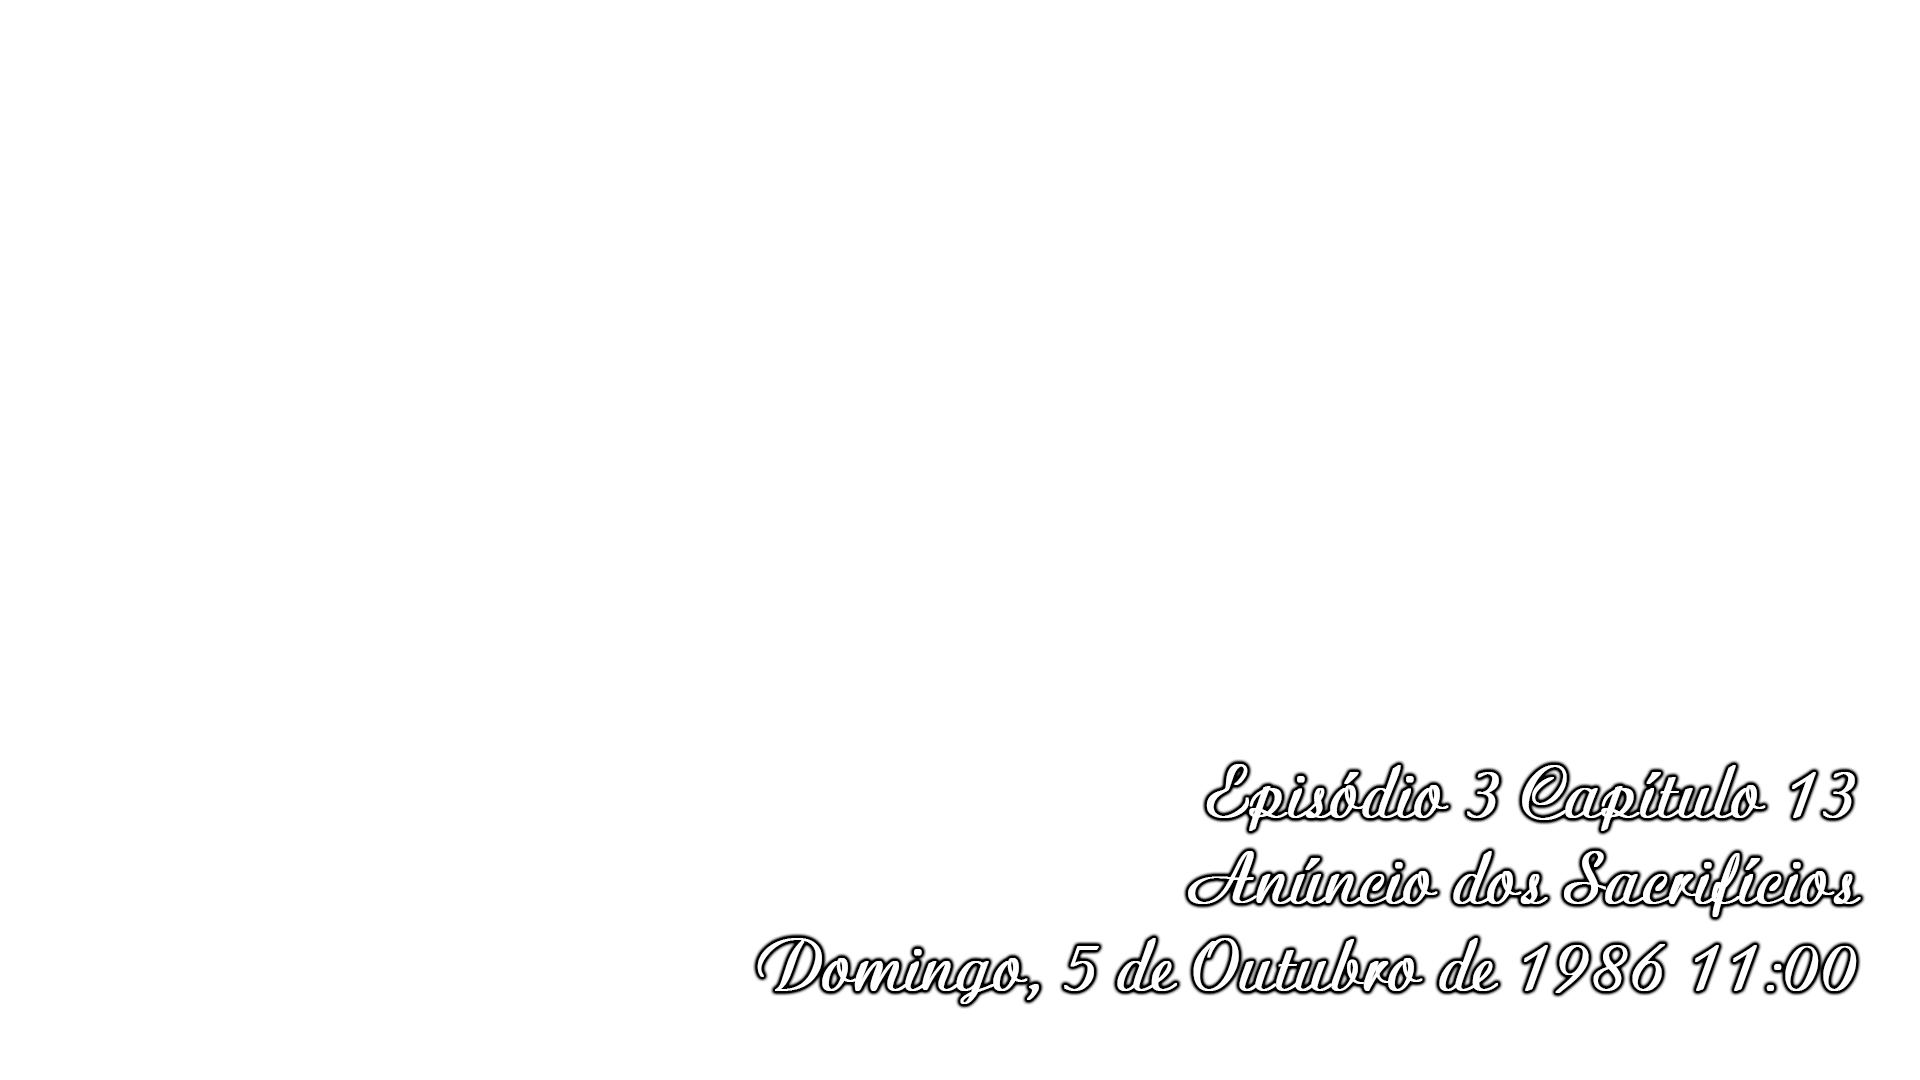 Episódio 3 Capítulo 13
Anúncio dos Sacrifícios
Domingo, 5 de Outubro de 1986 11:00